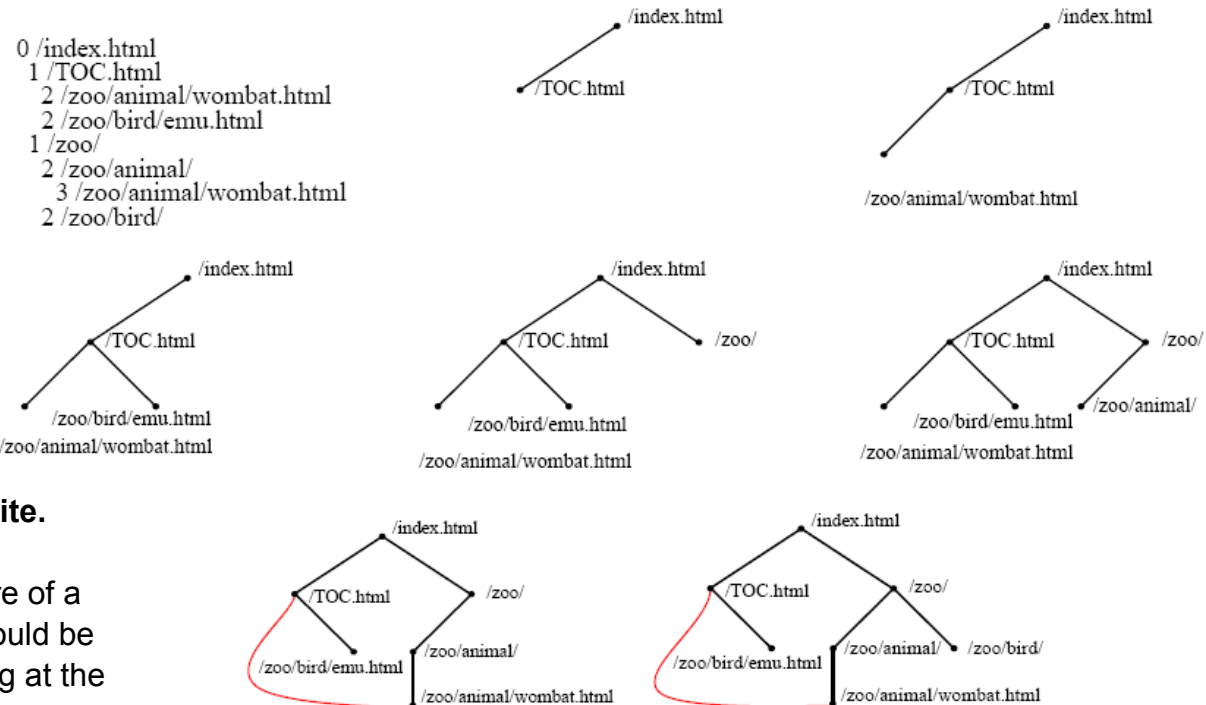 0 /index.html
1 /TOC.html
2 /zoo/animal/wombat.html
2 /zoo/bird/emu.html
1 /zoo/
2 /zoo/animal/
3 /zoo/animal/wombat.html
2 /zoo/bird/
/index.html
/TOC.html
/index.html
/TOC.html
/zoo/animal/wombat.html
/index.html
/TOC.html
/zoo/bird/emu.html
/zoo/animal/wombat.html
/index.html
/TOC.html
/zoo/
/zoo/bird/emu.html
/zoo/animal/wombat.html
/index.html
/TOC.html
/zoo/
/zoo/animal/
/zoo/bird/emu.html
/zoo/animal/wombat.html
ite.
re of a
ould be
g at the
/index.html
/TOC.html
/zoo/
/zoo/animal/
/zoo/bird/emu.html
/zoo/animal/wombat.html
/index.html
/TOC.html
/zoo/
/zoo/animal/
/zoo/bird/
/zoo/bird/emu.html
/zoo/animal/wombat.html